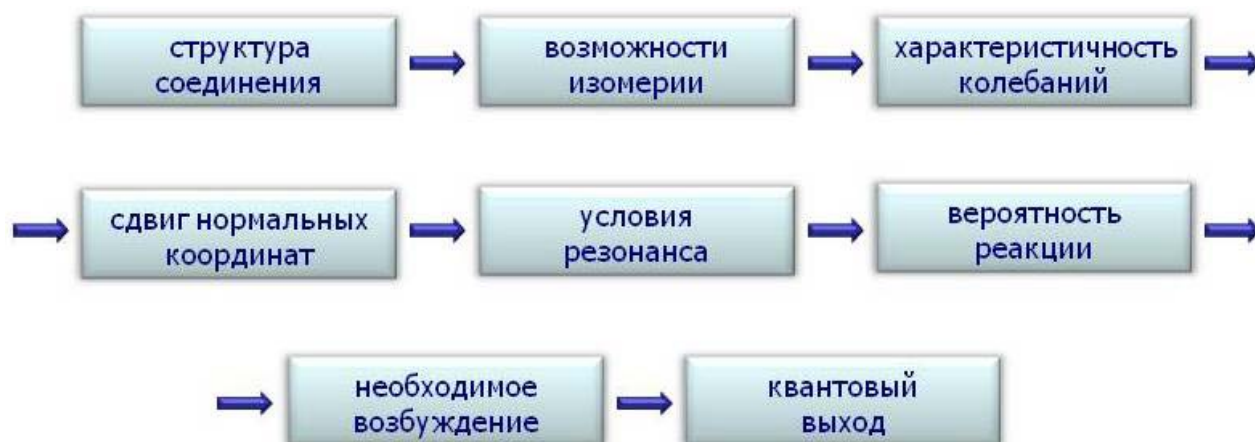 структура
соединения
возможности
изомерии
характеристичность
колебаний
сдвиг нормальных
координат
условия
резонанса
вероятность
реакции
необходимое
возбуждение
квантовый
выход